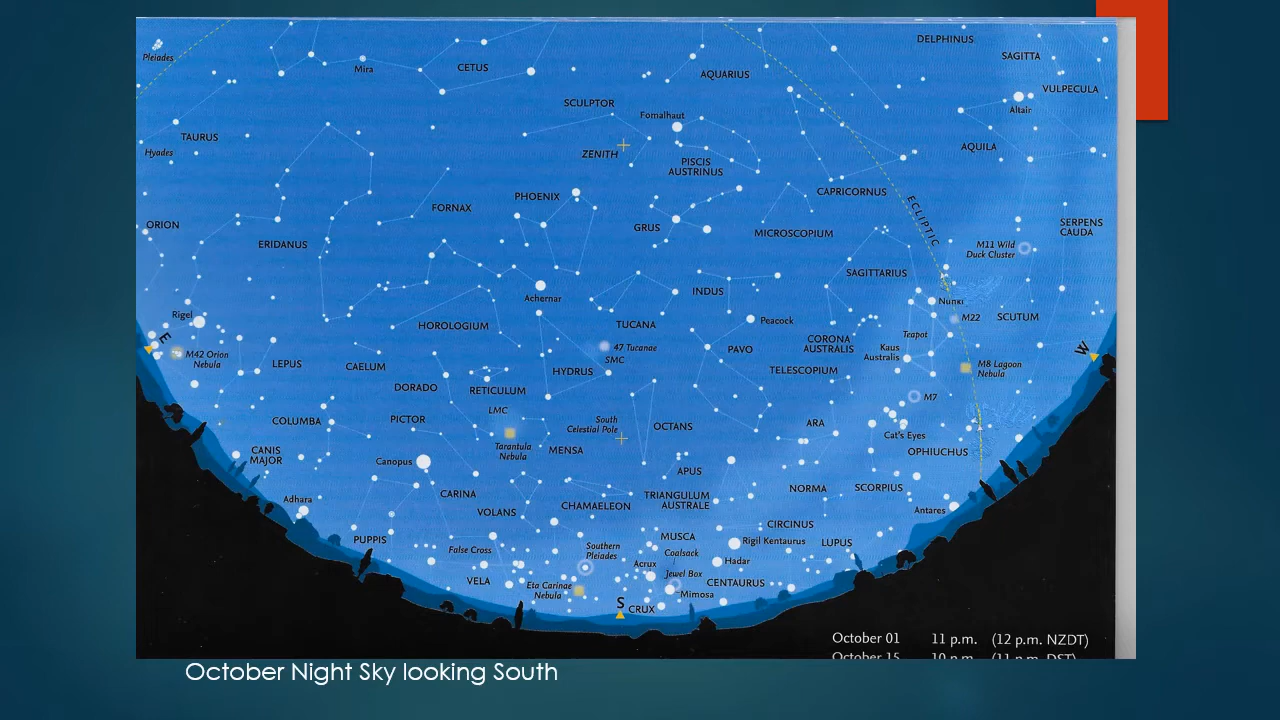 DELPHINUS
SAGITTA
Pleiades
Mira
CETUS
AQUARIUS
VULPECULA
SCULPTOR
Fomalhaut
Altair
TAURUS
Hyades
ZENITH
PISCIS
AUSTRINUS
AQUILA
PHOENIX
FORNAX
CAPRICORNUS
ECLIPTIC
ORION
ERIDANUS
GRUS
MICROSCOPIUM
SERPENS
CAUDA
M11 Wild
Duck Cluster
SAGITTARIUS
Achernar
INDUS
Nunki
Rigel
HOROLOGIUM
TUCANA
Peacock
M22
SCUTUM
Teapot
E
M42 Orion
Nebula
LEPUS
CAELUM
47 Tucanae
SMC
HYDRUS
PAVO
CORONA
AUSTRALIS
Kaus
Australis
W
TELESCOPIUM
M8 Lagoon
Nebula
DORADO
RETICULUM
M7
LMC
COLUMBA
PICTOR
South
Celestial Pole
OCTANS
ARA
Cat's Eyes
Tarantula
Nebula
MENSA
OPHIUCHUS
CANIS
MAJOR
Canopus
APUS
Adhara
CARINA
VOLANS
CHAMAELEON
TRIANGULUM
AUSTRALE
NORMA
SCORPIUS
Antares
CIRCINUS
PUPPIS
False Cross
Southern
Pleiades
MUSCA
Coalsack
Rigil Kentaurus
LUPUS
Acrux
Hadar
VELA
Eta Carinae
Nebula
Jewel Box
CENTAURUS
Mimosa
S
CRUX
October 01 11 p.m. (12 p.m. NZDT)
October 15 10 p.m. (11 p.m. DST)
October Night Sky looking South